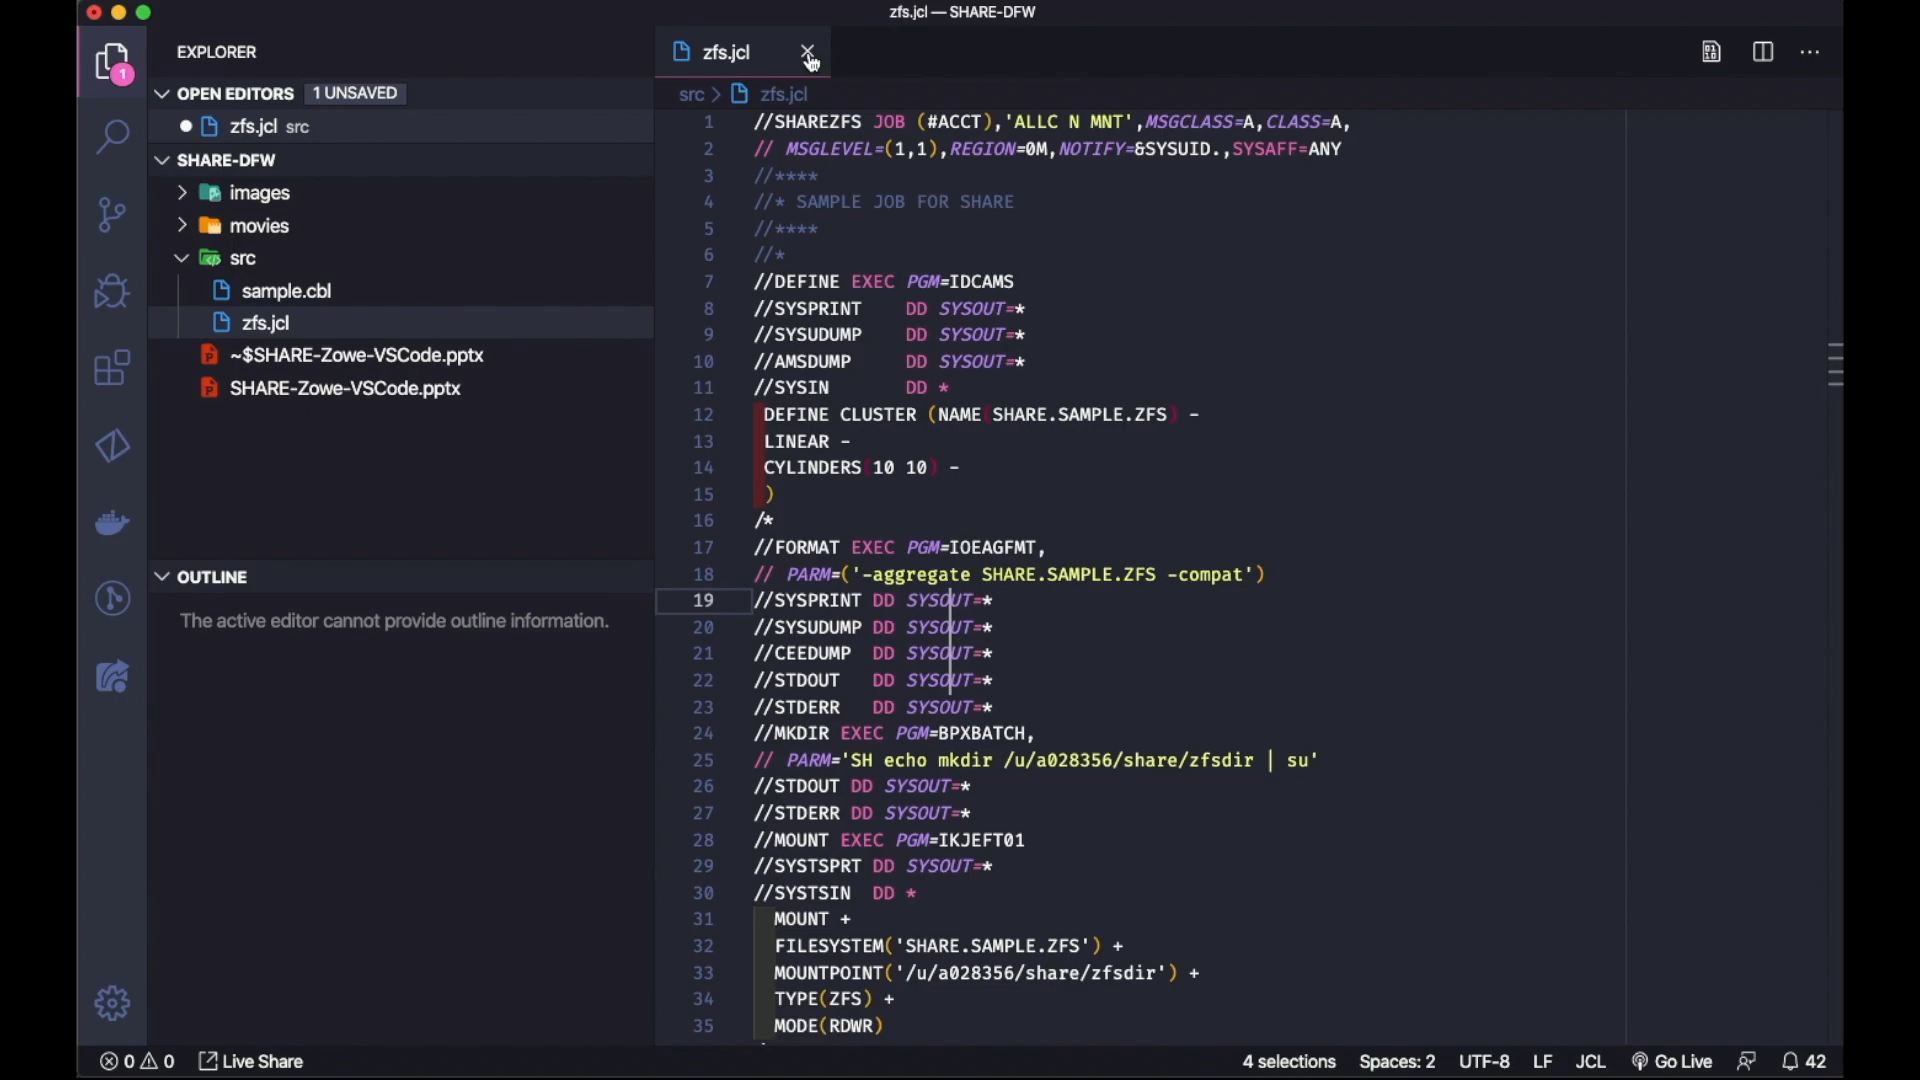 zfs.jcl — SHARE-DFW
EXPLORER
OPEN EDITORS 1 UNSAVED
zfs.jcl src
SHARE-DFW
images
movies
src
sample.cbl
zfs.jcl
~$SHARE-Zowe-VSCode.pptx
SHARE-Zowe-VSCode.pptx
OUTLINE
The active editor cannot provide outline information.
1
zfs.jcl
src > zfs.jcl
1 //SHAREZFS JOB (#ACCT),'ALLC N MNT',MSGCLASS=A,CLASS=A,
2 // MSGLEVEL=(1,1),REGION=0M,NOTIFY=&SYSUID.,SYSAFF=ANY
3 //****
4 //* SAMPLE JOB FOR SHARE
5 //****
6 //*
7 //DEFINE EXEC PGM=IDCAMS
8 //SYSPRINT    DD SYSOUT=*
9 //SYSUDUMP    DD SYSOUT=*
10 //AMSDUMP     DD SYSOUT=*
11 //SYSIN       DD *
12  DEFINE CLUSTER (NAME(SHARE.SAMPLE.ZFS) -
13  LINEAR -
14  CYLINDERS(10 10) -
15  )
16 /*
17 //FORMAT EXEC PGM=IOEAGFMT,
18 // PARM=('-aggregate SHARE.SAMPLE.ZFS -compat')
19 //SYSPRINT DD SYSOUT=*
20 //SYSUDUMP DD SYSOUT=*
21 //CEEDUMP  DD SYSOUT=*
22 //STDOUT   DD SYSOUT=*
23 //STDERR   DD SYSOUT=*
24 //MKDIR EXEC PGM=BPXBATCH,
25 // PARM='SH echo mkdir /u/a028356/share/zfsdir | su'
26 //STDOUT DD SYSOUT=*
27 //STDERR DD SYSOUT=*
28 //MOUNT EXEC PGM=IKJEFT01
29 //SYSTSPRT DD SYSOUT=*
30 //SYSTSIN  DD *
31   MOUNT +
32   FILESYSTEM('SHARE.SAMPLE.ZFS') +
33   MOUNTPOINT('/u/a028356/share/zfsdir') +
34   TYPE(ZFS) +
35   MODE(RDWR)
0 0 Live Share 4 selections Spaces: 2 UTF-8 LF JCL Go Live 42